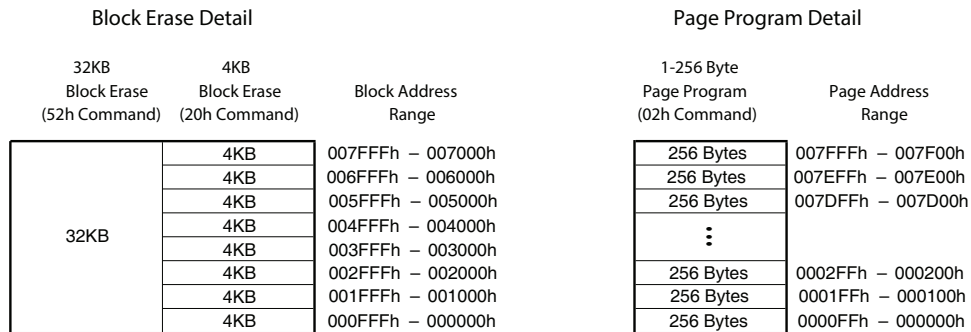 Block Erase Detail
Page Program Detail
32KB
Block Erase
(52h Command)
4KB
Block Erase
(20h Command)
Block Address
Range
1-256 Byte
Page Program
(02h Command)
Page Address
Range
32KB
4KB 007FFFh – 007000h
4KB 006FFFh – 006000h
4KB 005FFFh – 005000h
4KB 004FFFh – 004000h
4KB 003FFFh – 003000h
4KB 002FFFh – 002000h
4KB 001FFFh – 001000h
4KB 000FFFh – 000000h
256 Bytes 007FFFh – 007F00h
256 Bytes 007EFFh – 007E00h
256 Bytes 007DFFh – 007D00h
256 Bytes 0002FFh – 000200h
256 Bytes 0001FFh – 000100h
256 Bytes 0000FFh – 000000h